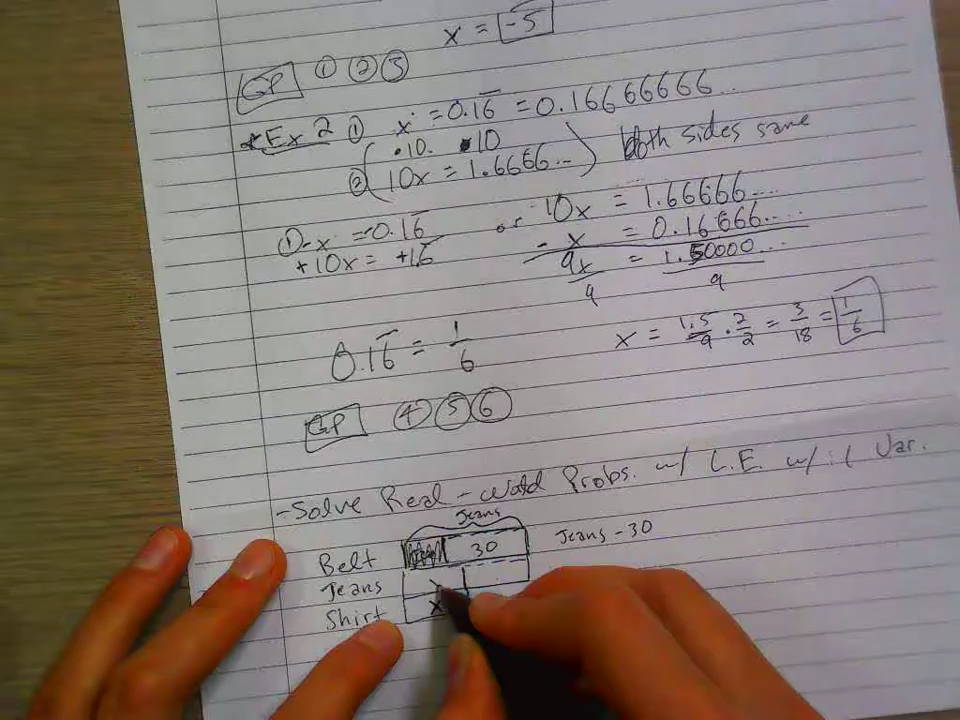 x = -5
GP ① ② ③
*Ex 2 ① x = 0.16̅ = 0.16666666...
·10. ·10
② (10x = 1.6666...) both sides same
① -x = -0.16̅ or 10x = 1.66666....
+10x = +1.6̅ - x = 0.16666....
9x = 1.50000...
9 9
x = 1.5/9 · 2/2 = 3/18 = 1/6
0.16̅ = 1/6
GP ④ ⑤ ⑥
-Solve Real-World Probs. w/ L.E. w/ 1 Var.
Jeans
Belt 30 Jeans - 30
Jeans
Shirt x